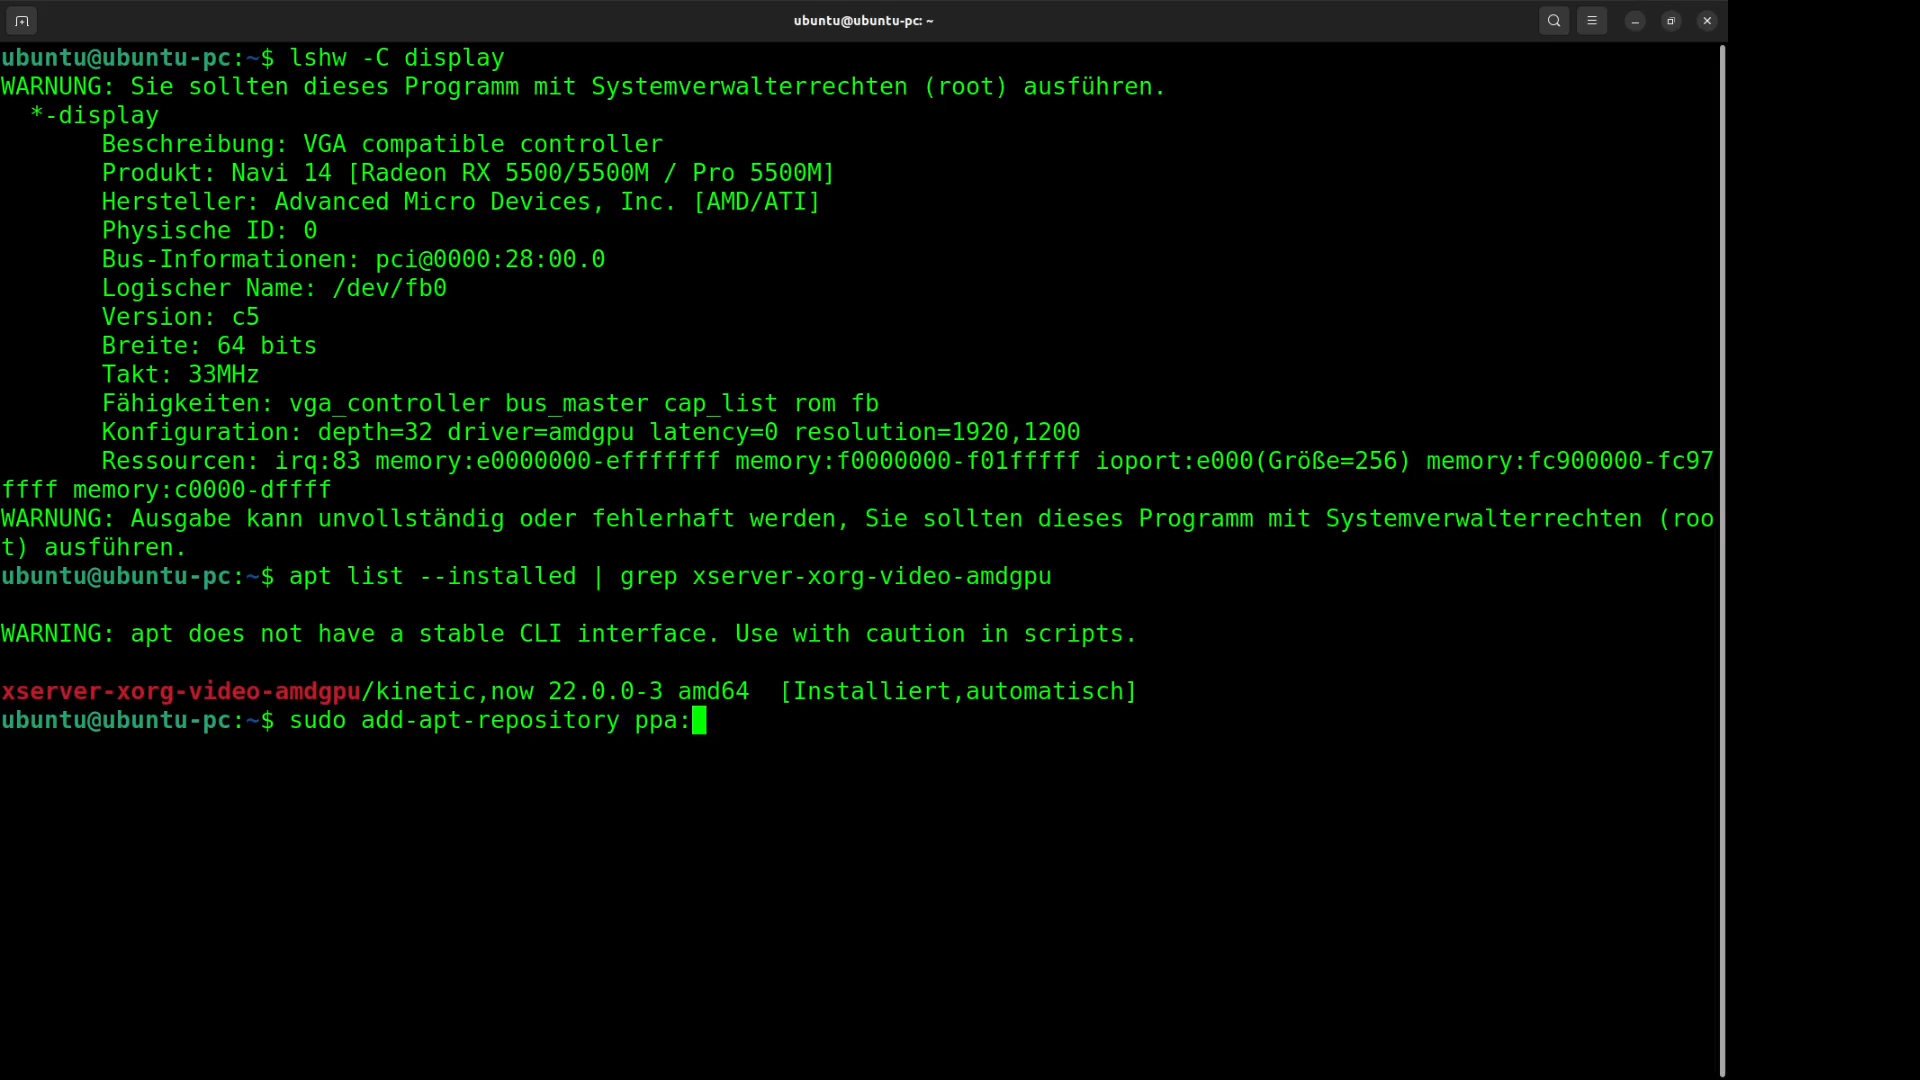 ubuntu@ubuntu-pc: ~
ubuntu@ubuntu-pc:~$ lshw -C display
WARNUNG: Sie sollten dieses Programm mit Systemverwalterrechten (root) ausführen.
  *-display
       Beschreibung: VGA compatible controller
       Produkt: Navi 14 [Radeon RX 5500/5500M / Pro 5500M]
       Hersteller: Advanced Micro Devices, Inc. [AMD/ATI]
       Physische ID: 0
       Bus-Informationen: pci@0000:28:00.0
       Logischer Name: /dev/fb0
       Version: c5
       Breite: 64 bits
       Takt: 33MHz
       Fähigkeiten: vga_controller bus_master cap_list rom fb
       Konfiguration: depth=32 driver=amdgpu latency=0 resolution=1920,1200
       Ressourcen: irq:83 memory:e0000000-efffffff memory:f0000000-f01fffff ioport:e000(Größe=256) memory:fc900000-fc97
ffff memory:c0000-dffff
WARNUNG: Ausgabe kann unvollständig oder fehlerhaft werden, Sie sollten dieses Programm mit Systemverwalterrechten (roo
t) ausführen.
ubuntu@ubuntu-pc:~$ apt list --installed | grep xserver-xorg-video-amdgpu

WARNING: apt does not have a stable CLI interface. Use with caution in scripts.

xserver-xorg-video-amdgpu/kinetic,now 22.0.0-3 amd64  [Installiert,automatisch]
ubuntu@ubuntu-pc:~$ sudo add-apt-repository ppa: